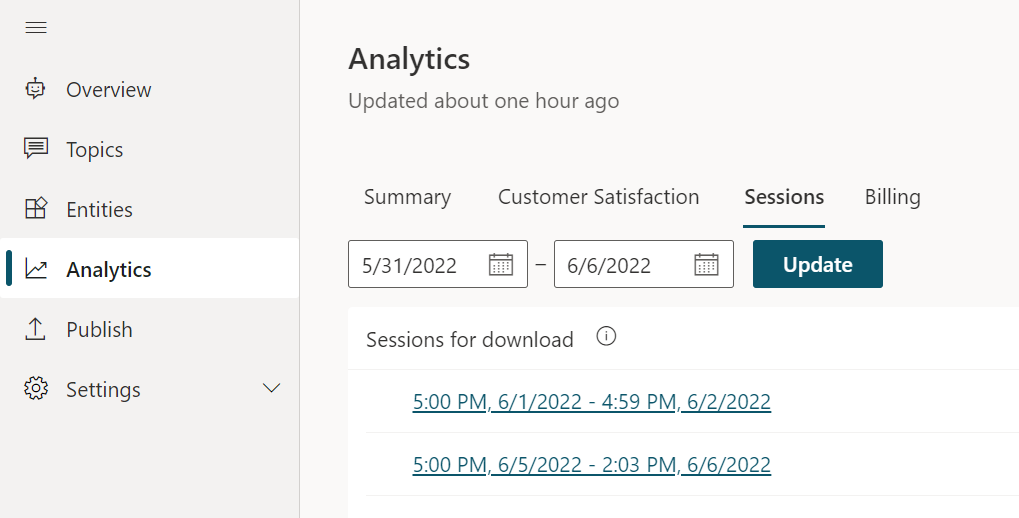 Overview
Topics
Entities
Analytics
Publish
Settings
Analytics
Updated about one hour ago
Summary Customer Satisfaction Sessions Billing
5/31/2022 – 6/6/2022 Update
Sessions for download
5:00 PM, 6/1/2022 - 4:59 PM, 6/2/2022
5:00 PM, 6/5/2022 - 2:03 PM, 6/6/2022